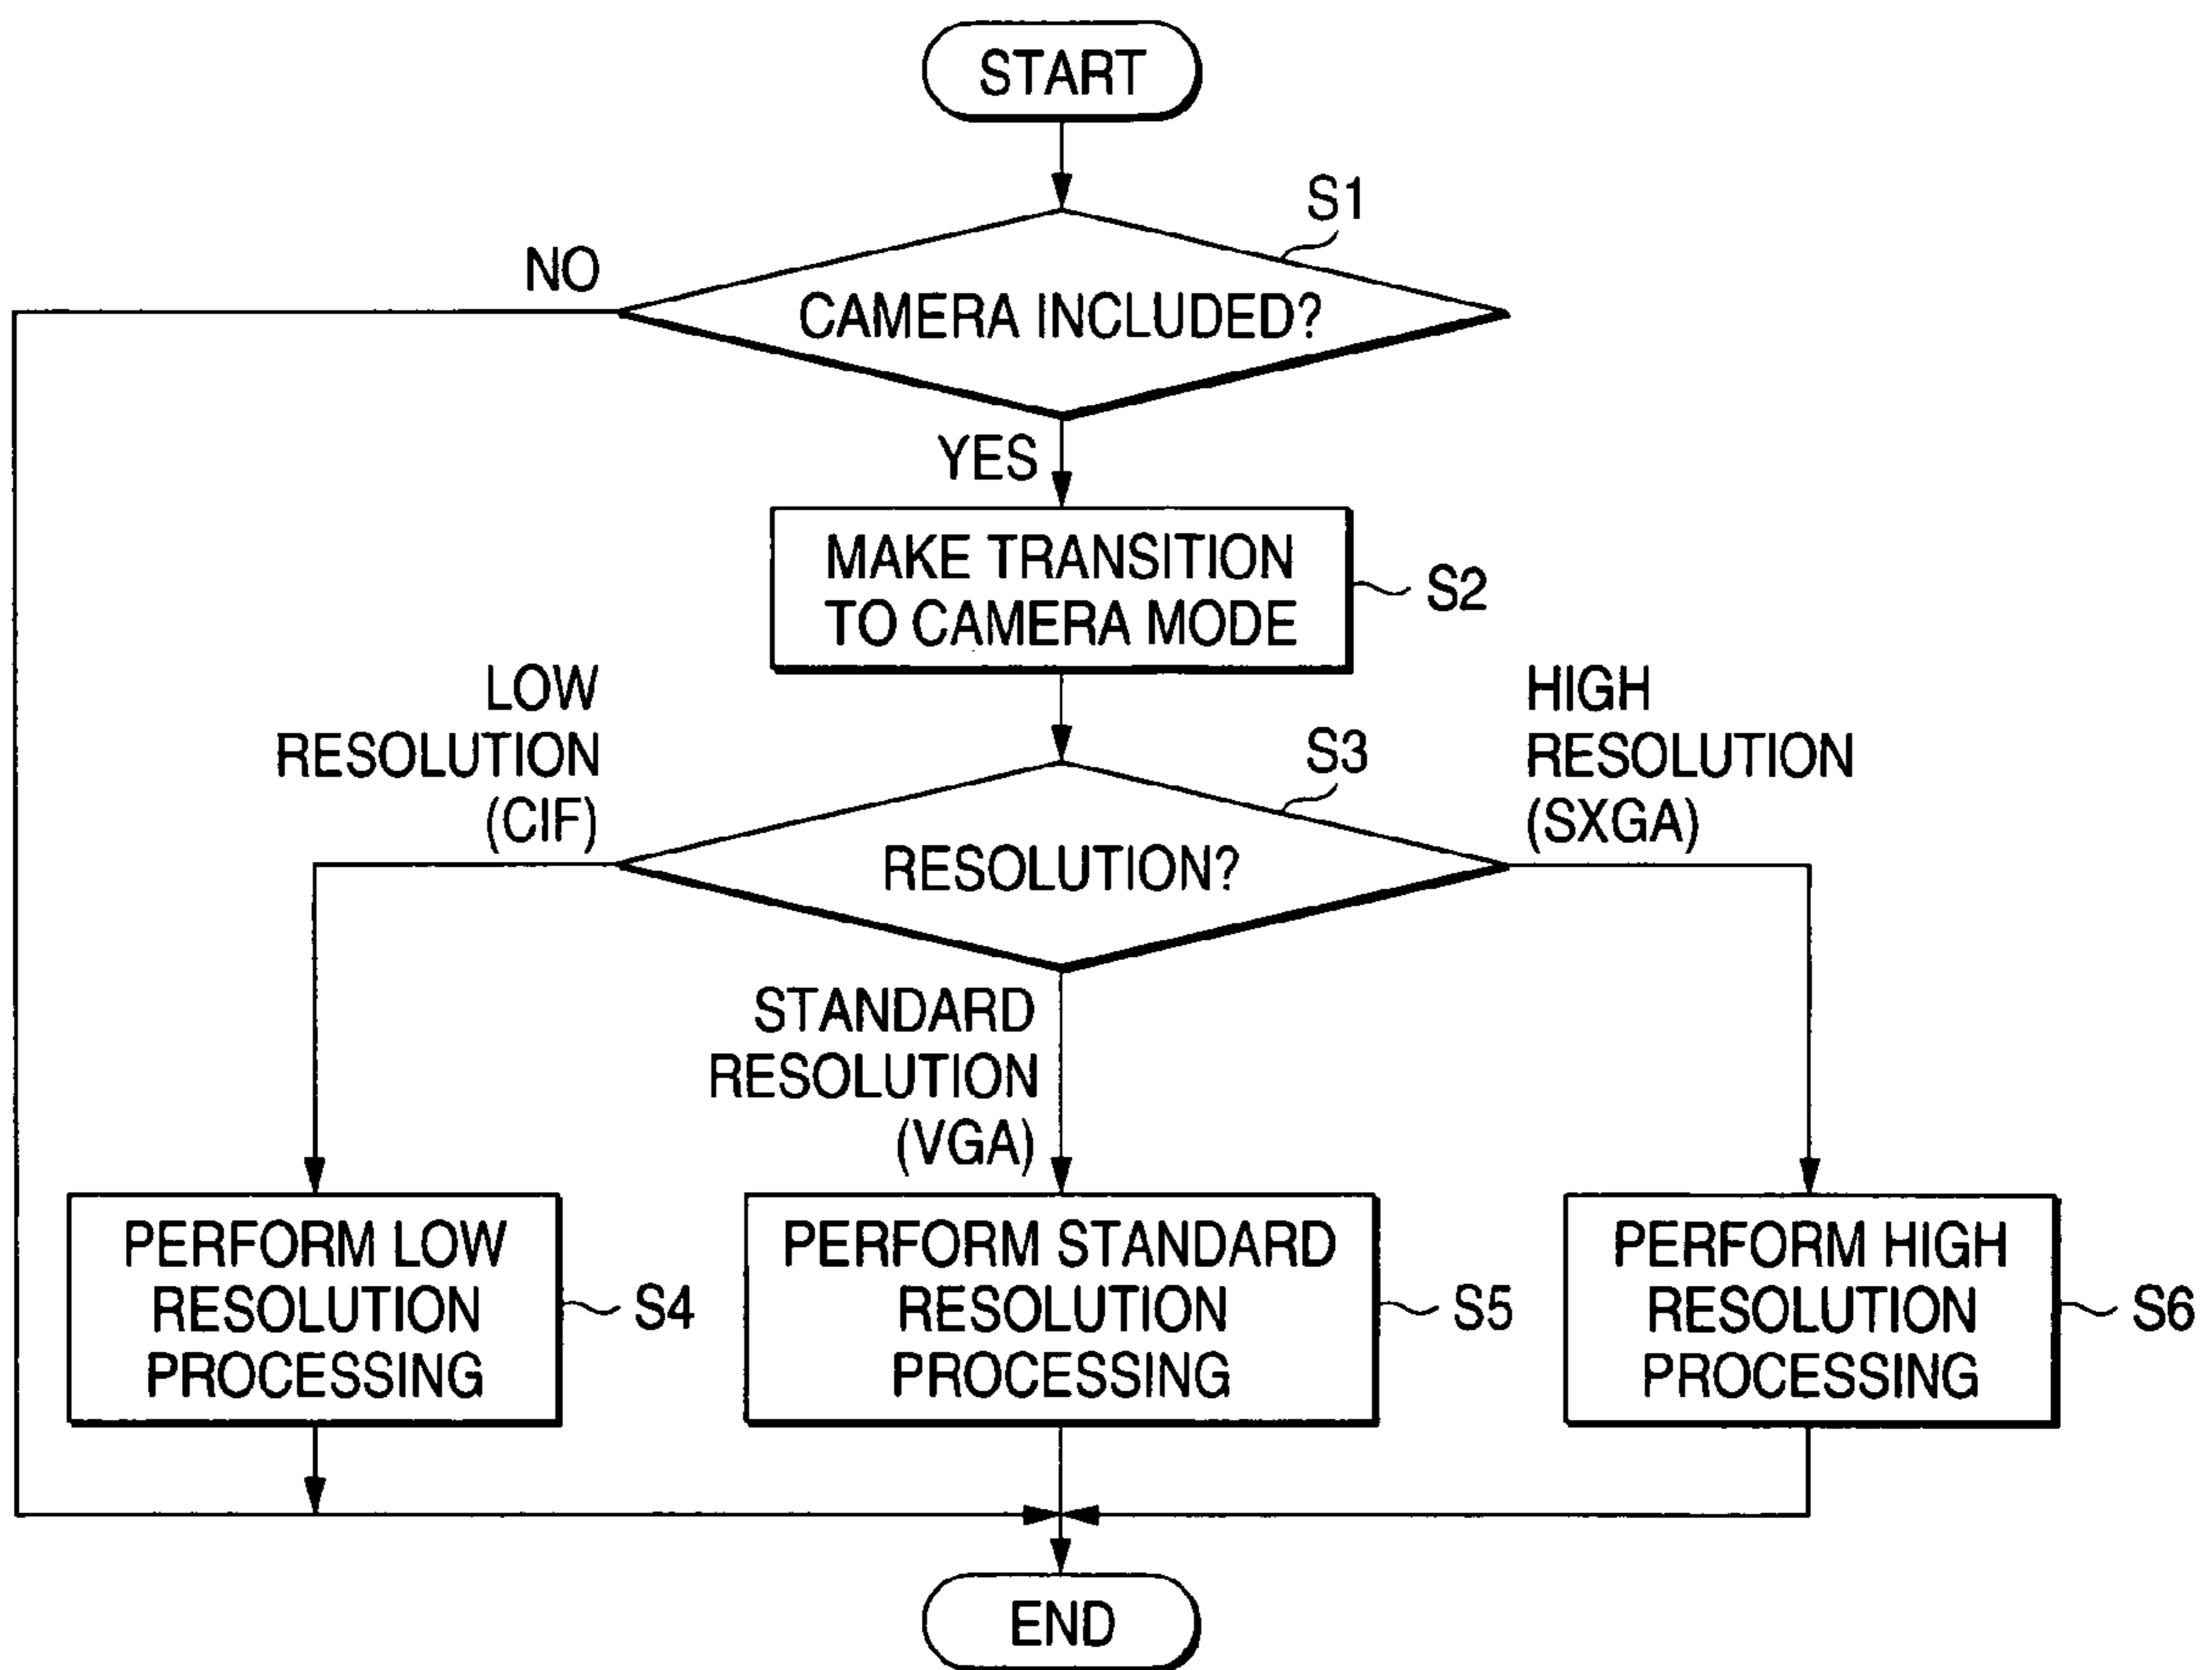 START
S1
NO
CAMERA INCLUDED?
YES
MAKE TRANSITION
TO CAMERA MODE
S2
LOW
RESOLUTION
(CIF)
HIGH
RESOLUTION
(SXGA)
S3
RESOLUTION?
STANDARD
RESOLUTION
(VGA)
PERFORM LOW
RESOLUTION
PROCESSING
S4
PERFORM STANDARD
RESOLUTION
PROCESSING
S5
PERFORM HIGH
RESOLUTION
PROCESSING
S6
END